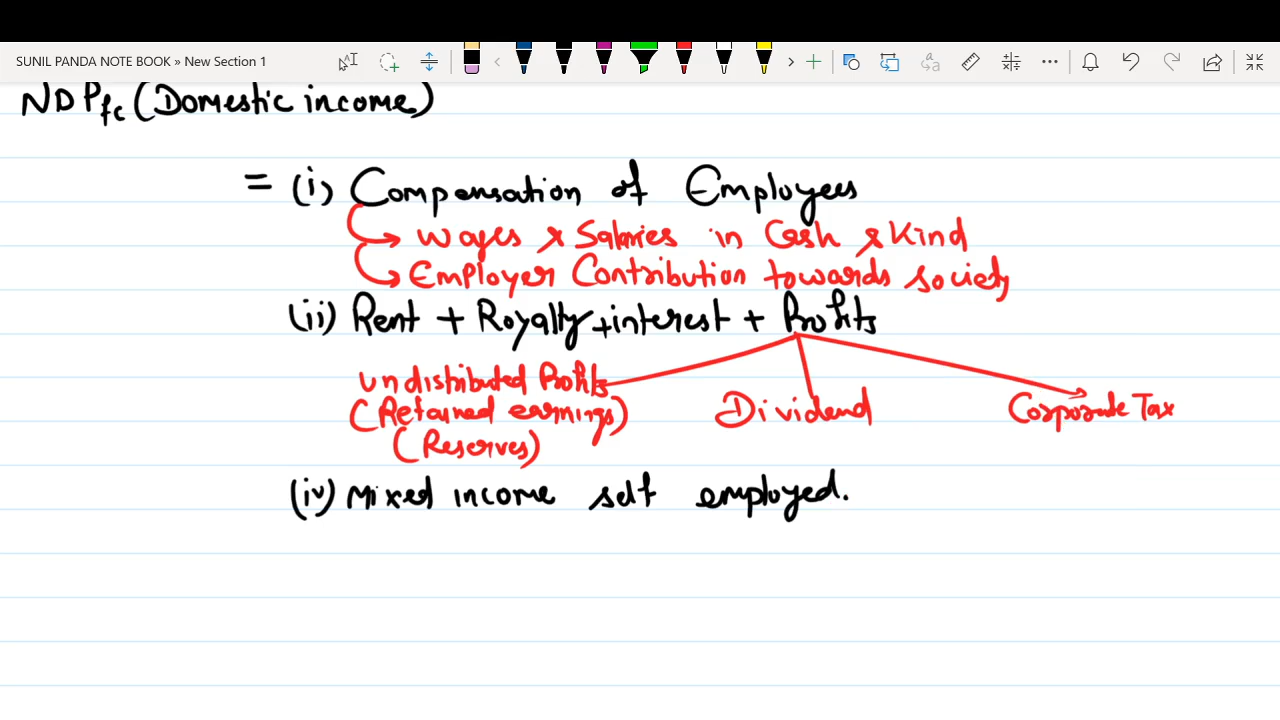 SUNIL PANDA NOTE BOOK » New Section 1
NDPfc (Domestic income)
= (i) Compensation of Employees
→ Wages & Salaries in Cash & Kind
→ Employer Contribution towards society
(ii) Rent + Royalty + interest + Profits
undistributed Profits
(Retained earnings) Dividend Corporate Tax
(Reserves)
(iv) Mixed income self employed.